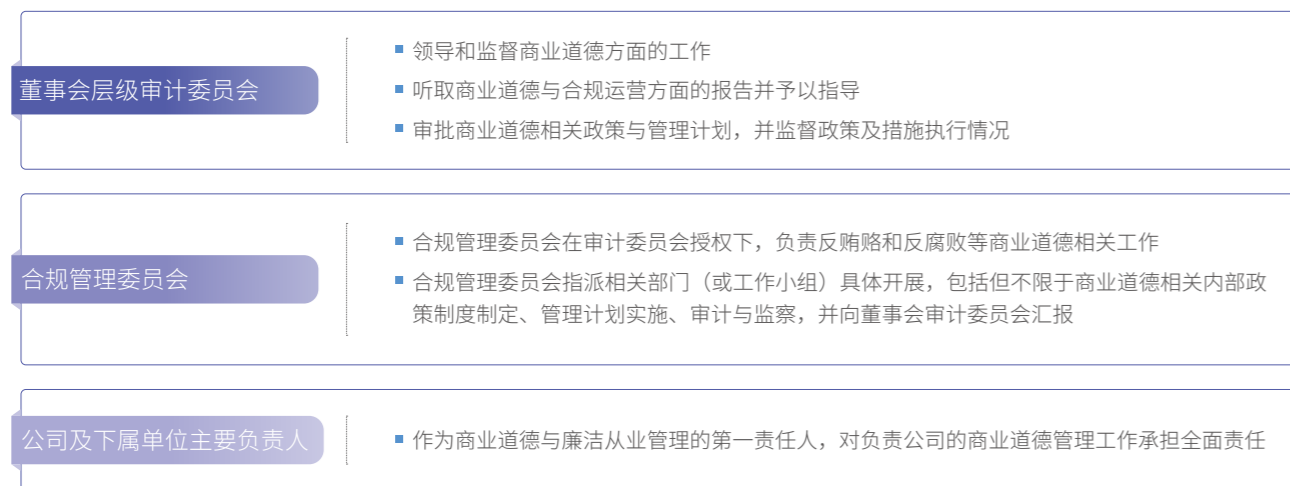 董事会层级审计委员会
领导和监督商业道德方面的工作
听取商业道德与合规运营方面的报告并予以指导
审批商业道德相关政策与管理计划，并监督政策及措施执行情况
合规管理委员会
合规管理委员会在审计委员会授权下，负责反贿赂和反腐败等商业道德相关工作
合规管理委员会指派相关部门（或工作小组）具体开展，包括但不限于商业道德相关内部政
策制度制定、管理计划实施、审计与监察，并向董事会审计委员会汇报
公司及下属单位主要负责人
作为商业道德与廉洁从业管理的第一责任人，对负责公司的商业道德管理工作承担全面责任